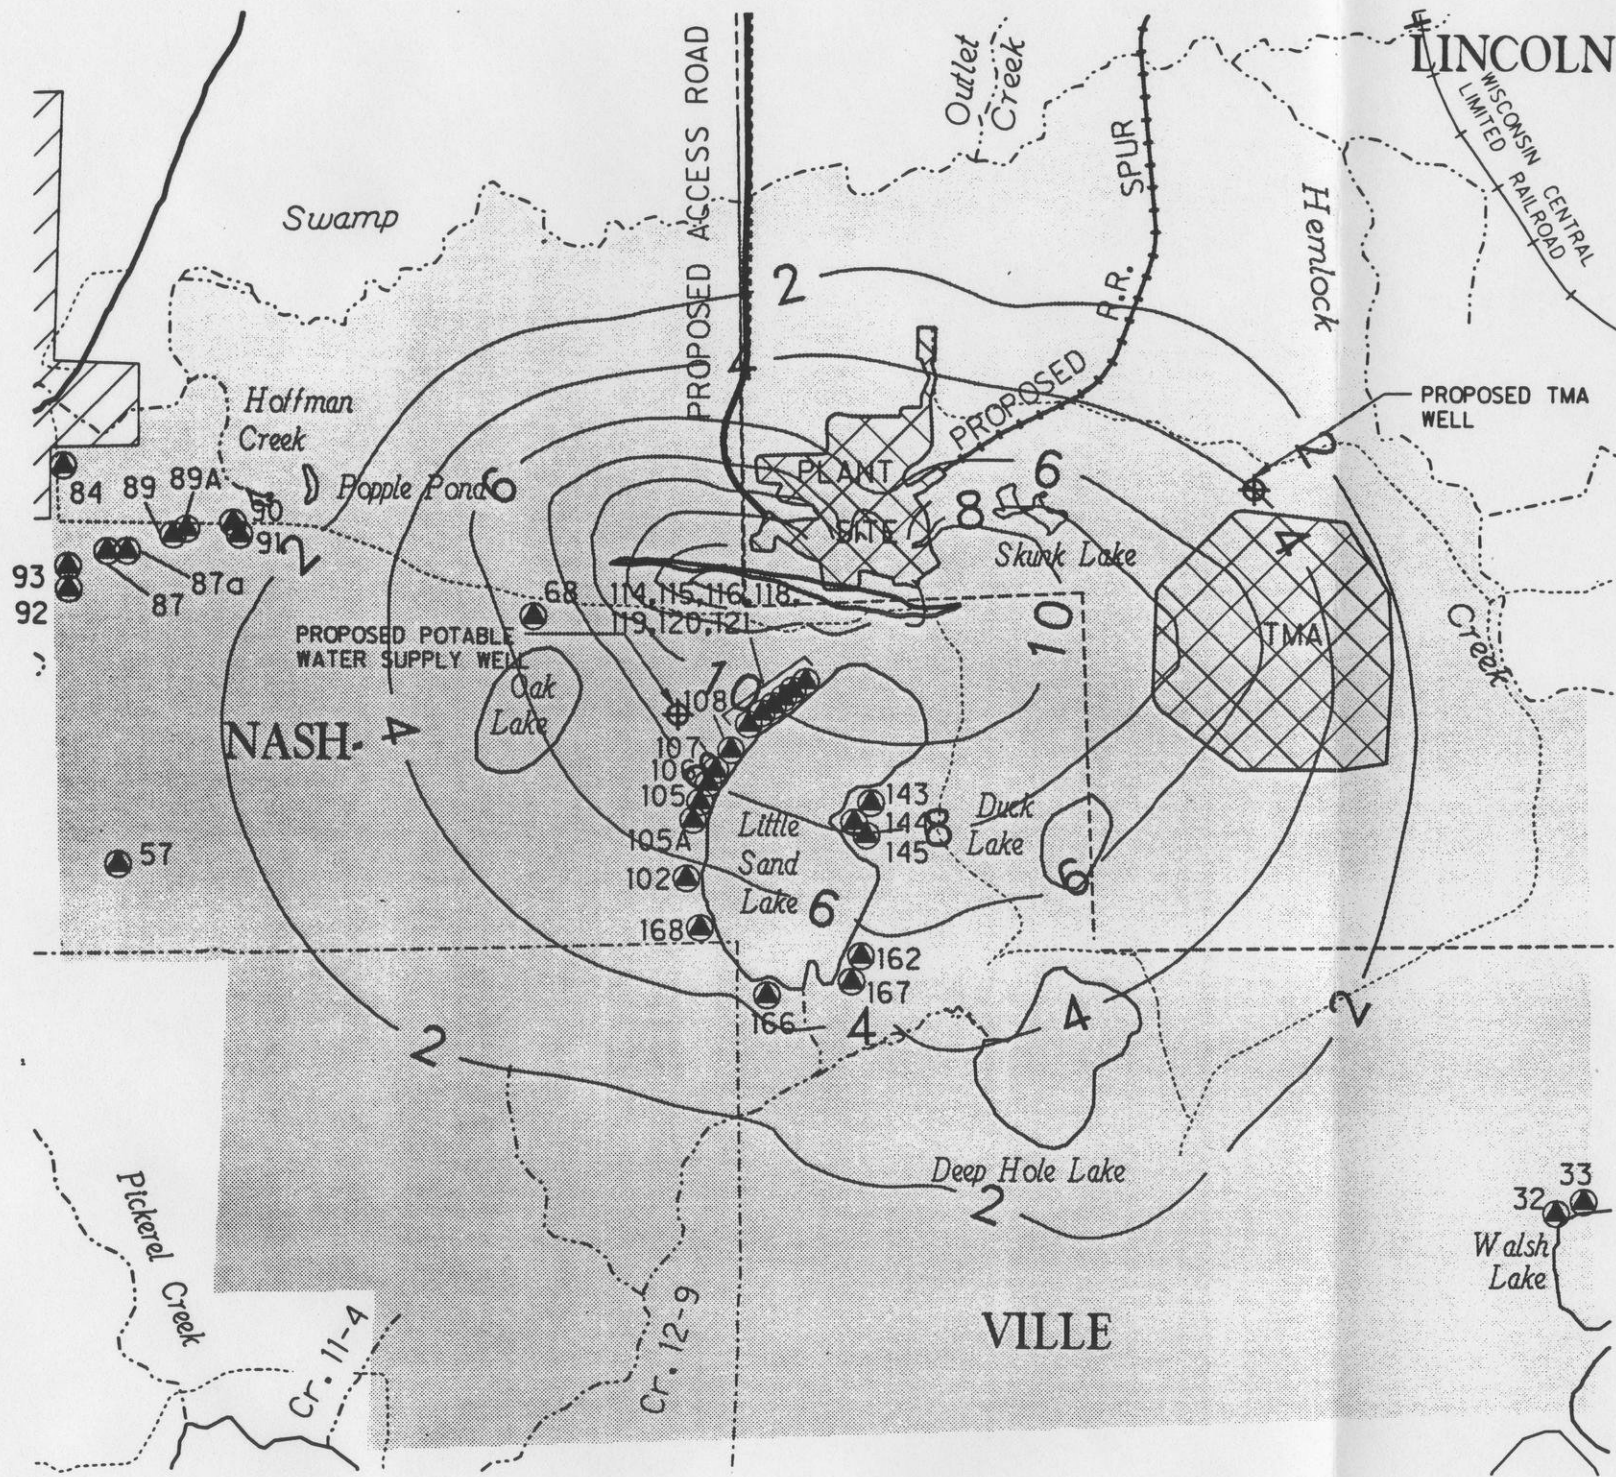 LINCOLN
WISCONSIN CENTRAL
LIMITED RAILROAD
Outlet
Creek
PROPOSED ACCESS ROAD
PROPOSED R.R. SPUR
Swamp
Hemlock
Creek
2
4
Hoffman
Creek
PROPOSED TMA
WELL
2
Popple Pond
6
PLANT
SITE
6
8
Skunk Lake
4
84
89
89A
90
91
2
93
92
87
87a
68
114,115,116,118,
119,120,121
10
TMA
PROPOSED POTABLE
WATER SUPPLY WELL
Oak
Lake
10
108
NASH-
4
107
106
8
105
105A
143
144
145
8
Duck
Lake
Little
Sand
Lake
6
6
57
102
168
162
167
166
4
4
2
2
Deep Hole Lake
2
33
32
Walsh
Lake
Pickerel Creek
Cr. 11-4
Cr. 12-9
VILLE